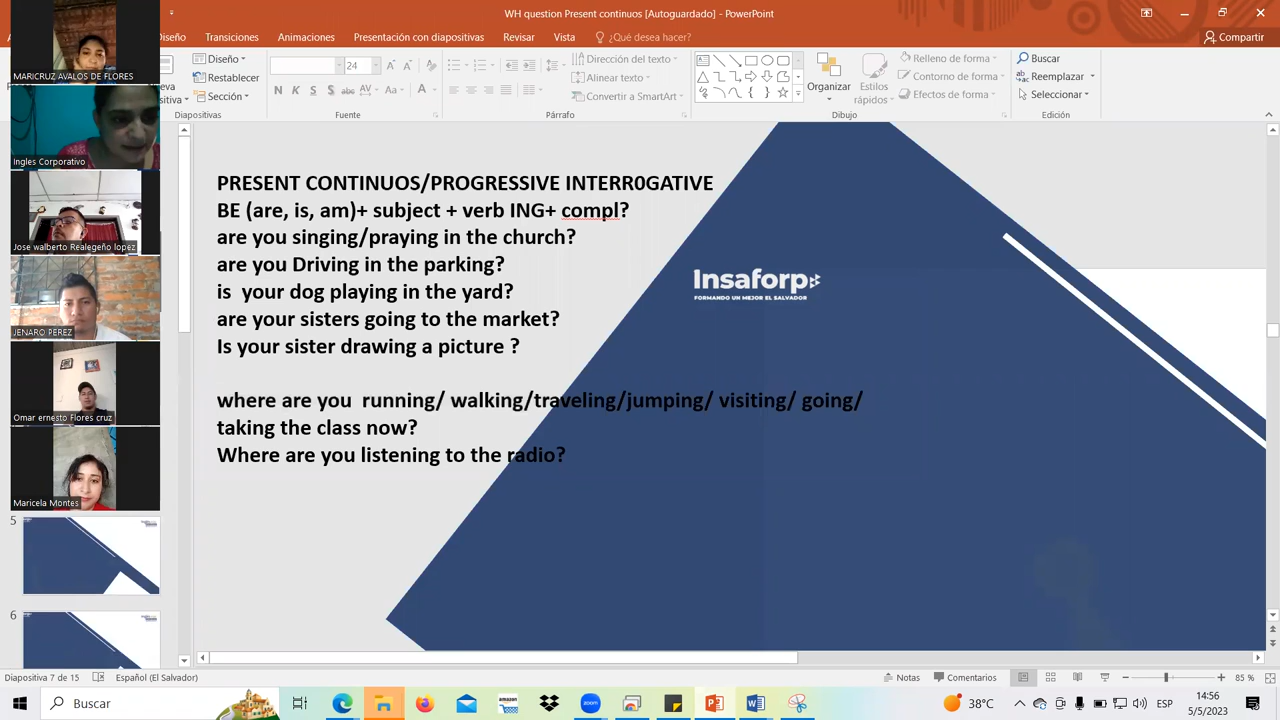 WH question Present continuos [Autoguardado] - PowerPoint
Diseño Transiciones Animaciones Presentación con diapositivas Revisar Vista ¿Qué desea hacer? Compartir
Diseño
Restablecer
Sección
Diapositivas
24
N K S S abc AV Aa A
Fuente
Dirección del texto
Alinear texto
Convertir a SmartArt
Párrafo
Organizar
Estilos rápidos
Relleno de forma
Contorno de forma
Efectos de forma
Dibujo
Buscar
Reemplazar
Seleccionar
Edición
MARICRUZ AVALOS DE FLORES
Ingles Corporativo
Jose walberto Realegeño lopez
JENARO PEREZ
Omar ernesto Flores cruz
Maricela Montes
5
6
PRESENT CONTINUOS/PROGRESSIVE INTERR0GATIVE
BE (are, is, am)+ subject + verb ING+ compl?
are you singing/praying in the church?
are you Driving in the parking?
is  your dog playing in the yard?
are your sisters going to the market?
Is your sister drawing a picture ?
where are you  running/ walking/traveling/jumping/ visiting/ going/
taking the class now?
Where are you listening to the radio?
Insaforp
FORMANDO UN MEJOR EL SALVADOR
Diapositiva 7 de 15 Español (El Salvador) Notas Comentarios 85 %
Buscar
amazon
zoom
38°C ESP 14:56
5/5/2023